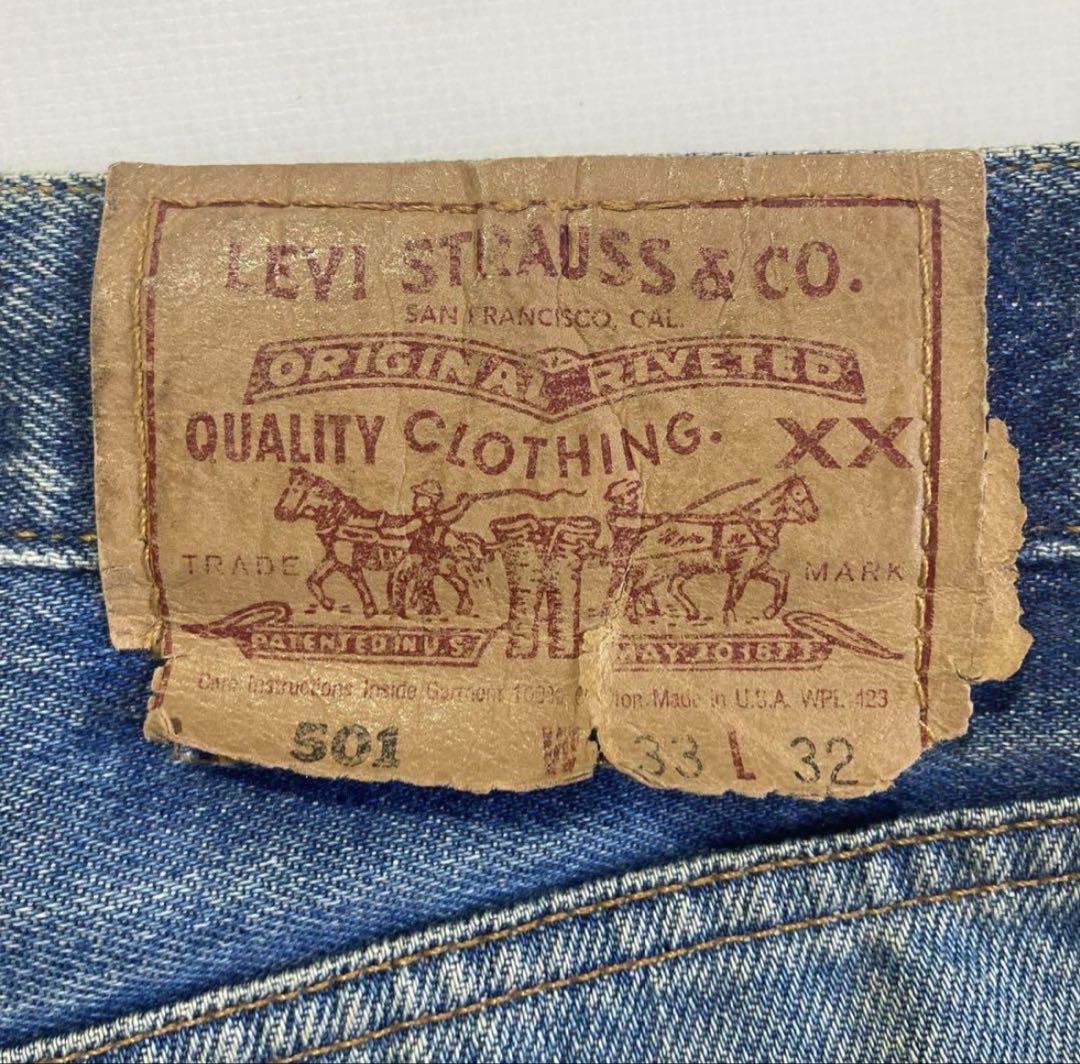 LEVI STRAUSS & CO.
SAN FRANCISCO, CAL.
ORIGINAL RIVETED
QUALITY CLOTHING. XX
TRADE MARK
PATENTED IN U.S. MAY 20 1873
Care Instructions Inside Garment 100% Made in U.S.A. WPL 423
501 W 33 L 32